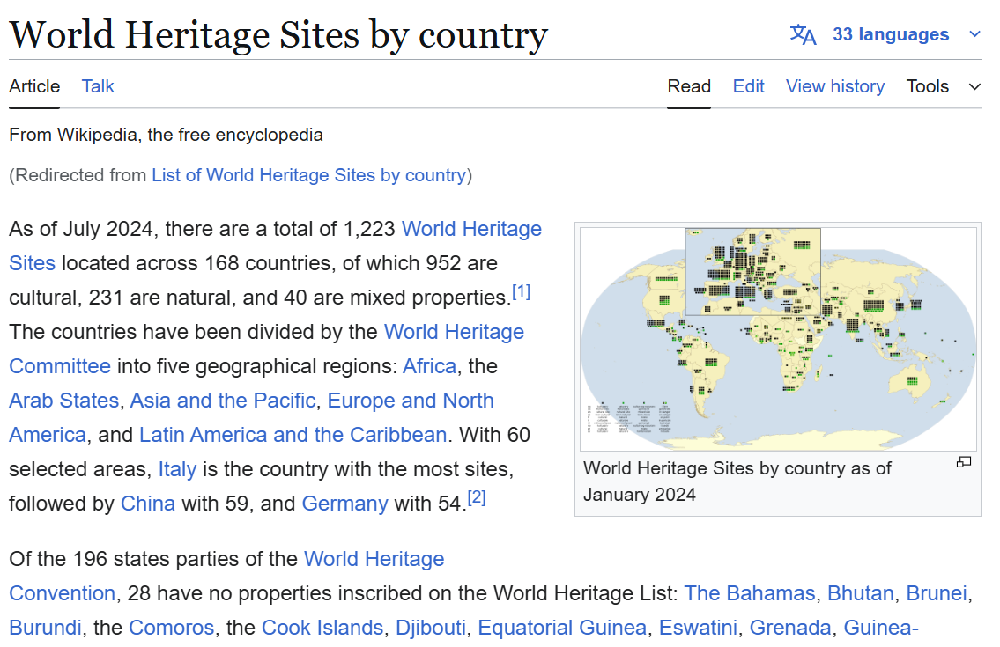 World Heritage Sites by country
33 languages
Article Talk Read Edit View history Tools
From Wikipedia, the free encyclopedia
(Redirected from List of World Heritage Sites by country)
As of July 2024, there are a total of 1,223 World Heritage
Sites located across 168 countries, of which 952 are
cultural, 231 are natural, and 40 are mixed properties.[1]
The countries have been divided by the World Heritage
Committee into five geographical regions: Africa, the
Arab States, Asia and the Pacific, Europe and North
America, and Latin America and the Caribbean. With 60
selected areas, Italy is the country with the most sites,
followed by China with 59, and Germany with 54.[2]
World Heritage Sites by country as of
January 2024
Of the 196 states parties of the World Heritage
Convention, 28 have no properties inscribed on the World Heritage List: The Bahamas, Bhutan, Brunei,
Burundi, the Comoros, the Cook Islands, Djibouti, Equatorial Guinea, Eswatini, Grenada, Guinea-